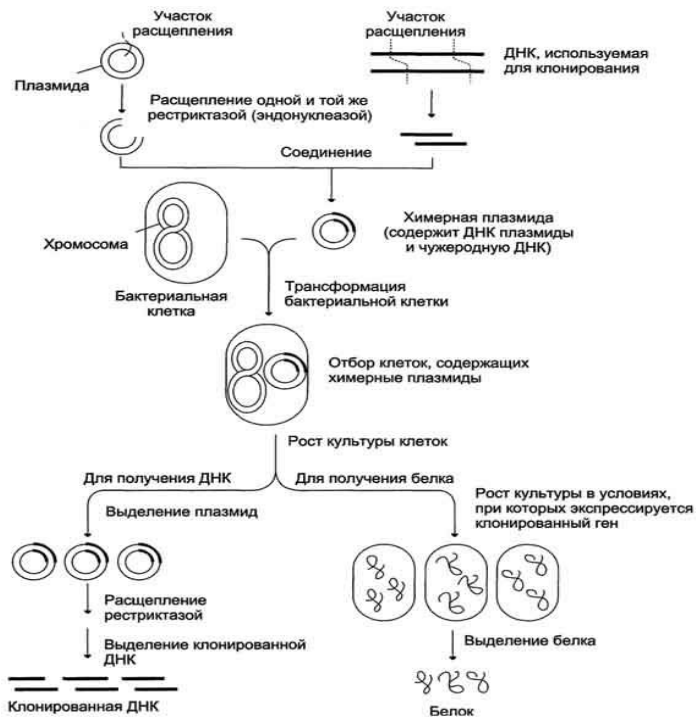 Участок
расщепления
Участок
расщепления
ДНК, используемая
для клонирования
Плазмида
Расщепление одной и той же
рестриктазой (эндонуклеазой)
Соединение
Хромосома
Химерная плазмида
(содержит ДНК плазмиды
и чужеродную ДНК)
Бактериальная
клетка
Трансформация
бактериальной клетки
Отбор клеток, содержащих
химерные плазмиды
Рост культуры клеток
Для получения ДНК
Для получения белка
Выделение плазмид
Рост культуры в условиях,
при которых экспрессируется
клонированный ген
Расщепление
рестриктазой
Выделение клонированной
ДНК
Выделение белка
Клонированная ДНК
Белок